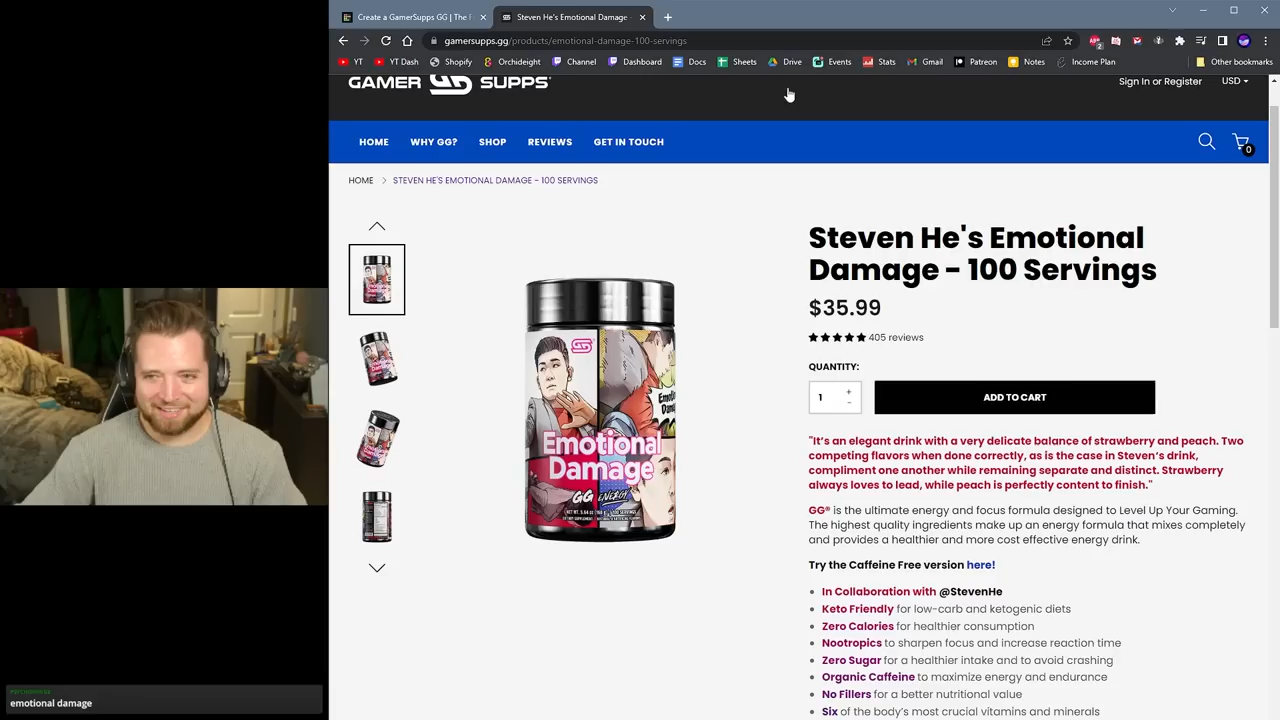 Create a GamerSupps GG | The F
Steven He's Emotional Damage -
gamersupps.gg/products/emotional-damage-100-servings
YT
YT Dash
Shopify
Orchideight
Channel
Dashboard
Docs
Sheets
Drive
Events
Stats
Gmail
Patreon
Notes
Income Plan
Other bookmarks
GAMER SUPPS
Sign In or Register
USD
HOME
WHY GG?
SHOP
REVIEWS
GET IN TOUCH
0
HOME > STEVEN HE'S EMOTIONAL DAMAGE - 100 SERVINGS
Steven He's Emotional
Damage - 100 Servings
$35.99
405 reviews
QUANTITY:
1
+
-
ADD TO CART
Emotional
Damage
GG ENERGY
"It's an elegant drink with a very delicate balance of strawberry and peach. Two
competing flavors when done correctly, as is the case in Steven's drink,
compliment one another while remaining separate and distinct. Strawberry
always loves to lead, while peach is perfectly content to finish."
GG® is the ultimate energy and focus formula designed to Level Up Your Gaming.
The highest quality ingredients make up an energy formula that mixes completely
and provides a healthier and more cost effective energy drink.
Try the Caffeine Free version here!
In Collaboration with @StevenHe
Keto Friendly for low-carb and ketogenic diets
Zero Calories for healthier consumption
Nootropics to sharpen focus and increase reaction time
Zero Sugar for a healthier intake and to avoid crashing
Organic Caffeine to maximize energy and endurance
No Fillers for a better nutritional value
Six of the body's most crucial vitamins and minerals
emotional damage